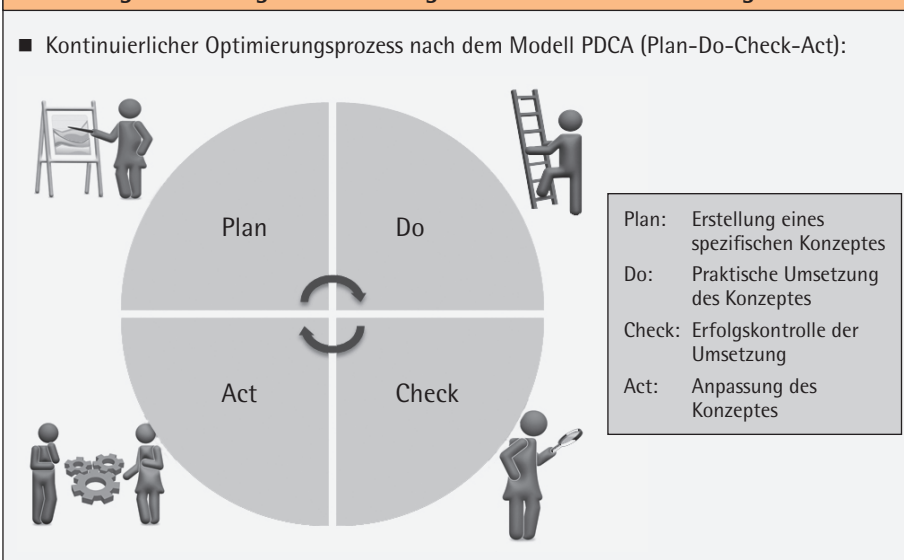 ■ Kontinuierlicher Optimierungsprozess nach dem Modell PDCA (Plan-Do-Check-Act):
Plan
Do
Act
Check
Plan: Erstellung eines
spezifischen Konzeptes
Do: Praktische Umsetzung
des Konzeptes
Check: Erfolgskontrolle der
Umsetzung
Act: Anpassung des
Konzeptes